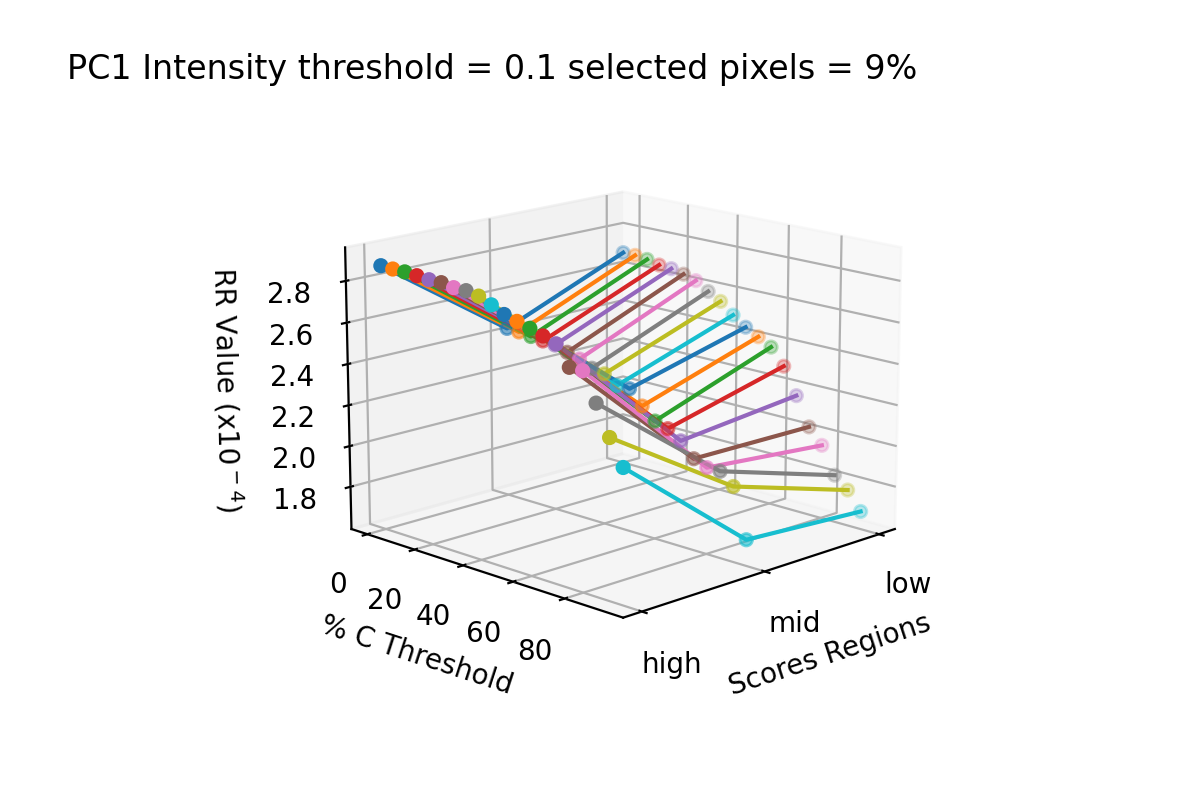 PC1 Intensity threshold = 0.1 selected pixels = 9%
RR Value (x10⁻⁴)
2.8
2.6
2.4
2.2
2.0
1.8
0
20
40
60
80
% C Threshold
high
mid
low
Scores Regions